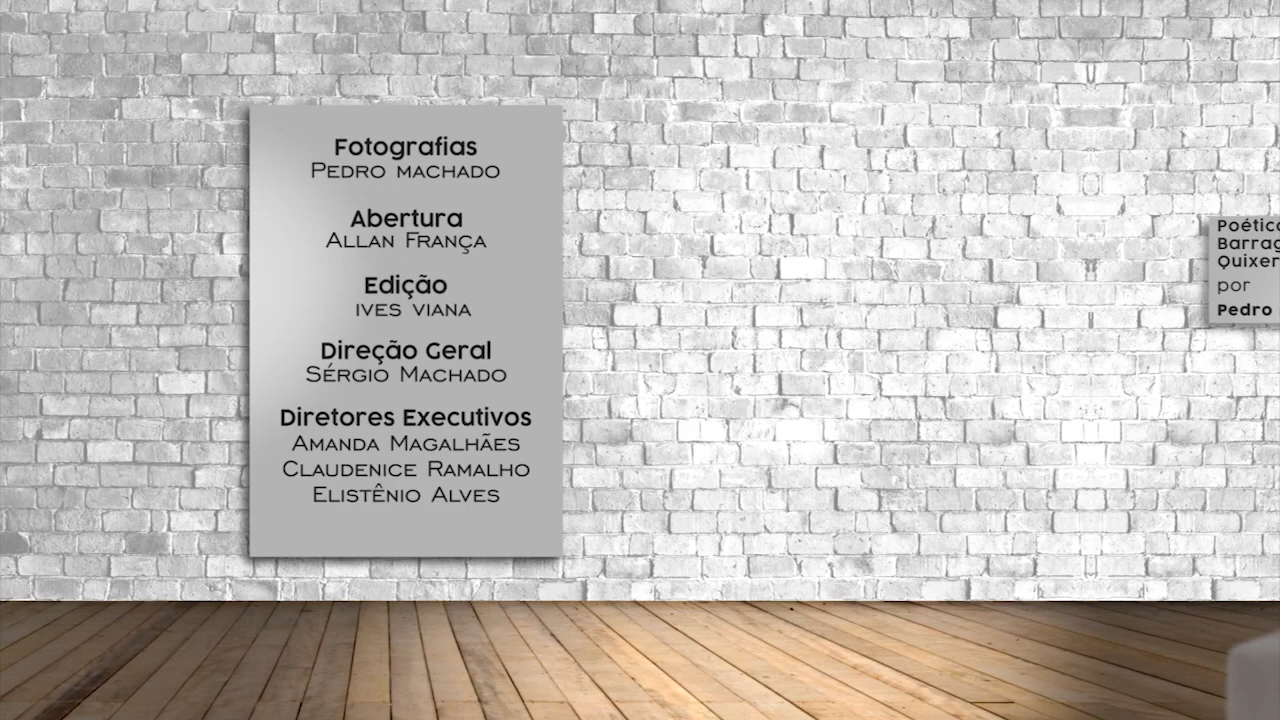 Fotografias
PEDRO MACHADO
Abertura
ALLAN FRANÇA
Edição
IVES VIANA
Direção Geral
SÉRGIO MACHADO
Diretores Executivos
AMANDA MAGALHÃES
CLAUDENICE RAMALHO
ELISTÊNIO ALVES
por
Pedro